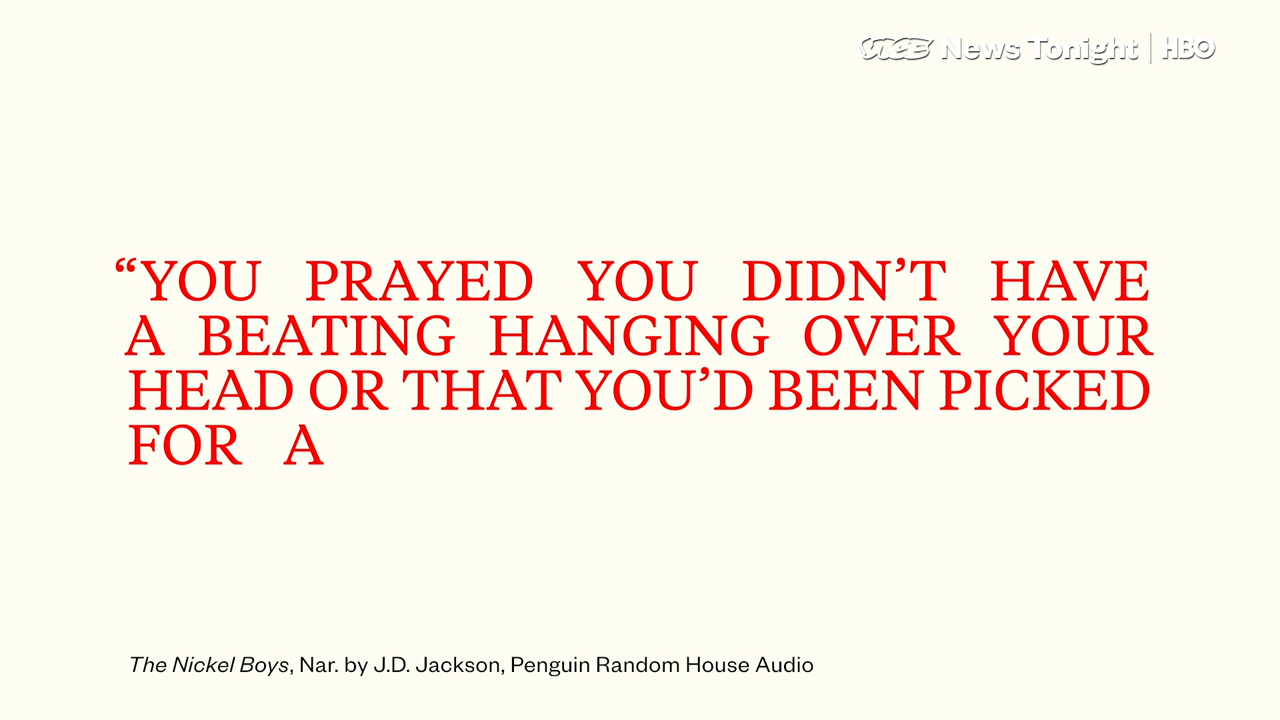 VICE News Tonight | HBO
“YOU PRAYED YOU DIDN’T HAVE
A BEATING HANGING OVER YOUR
HEAD OR THAT YOU’D BEEN PICKED
FOR A
The Nickel Boys, Nar. by J.D. Jackson, Penguin Random House Audio